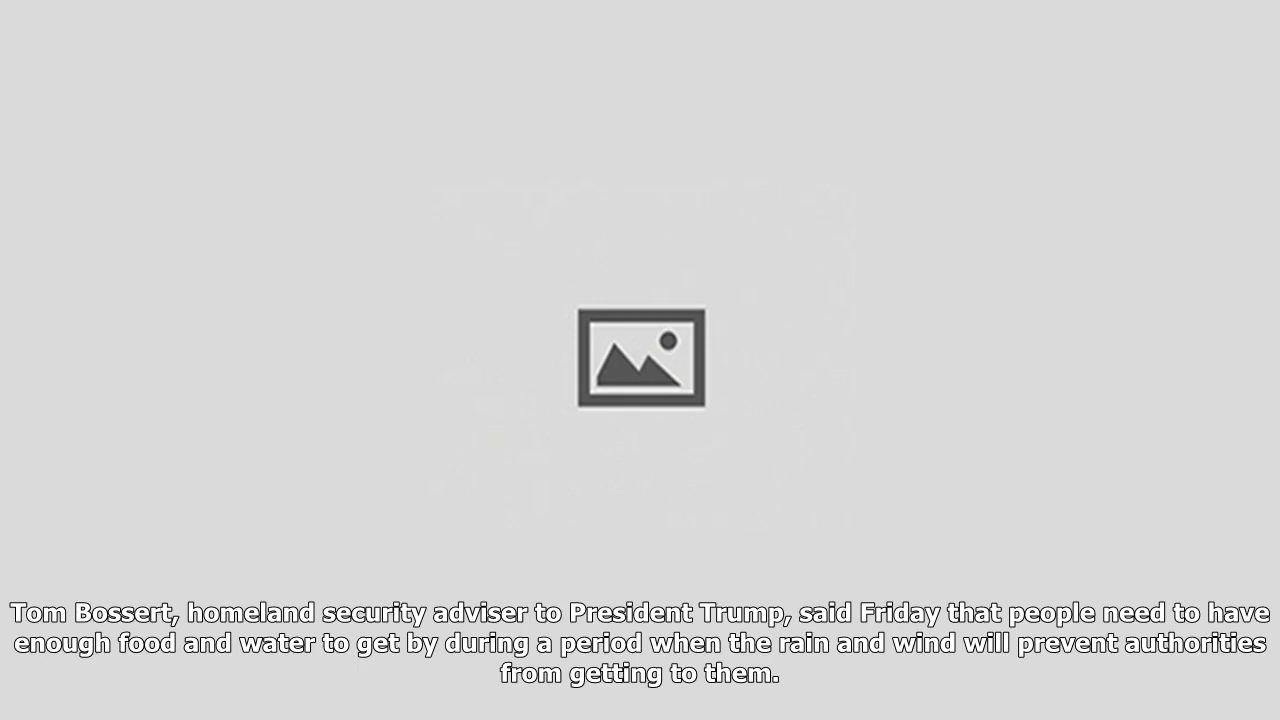 Tom Bossert, homeland security adviser to President Trump, said Friday that people need to have
enough food and water to get by during a period when the rain and wind will prevent authorities
from getting to them.